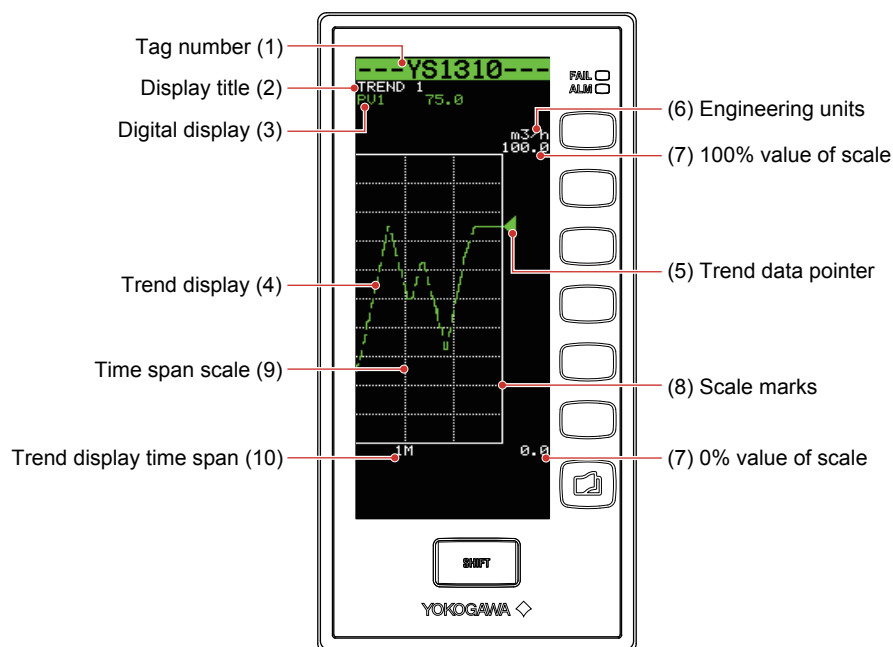 Tag number (1)
---YS1310---
Display title (2)
TREND 1
Digital display (3)
PV1 75.0
FAIL
ALM
(6) Engineering units
m3/h
(7) 100% value of scale
100.0
(5) Trend data pointer
Trend display (4)
Time span scale (9)
(8) Scale marks
Trend display time span (10)
1M
0.0
(7) 0% value of scale
SHIFT
YOKOGAWA